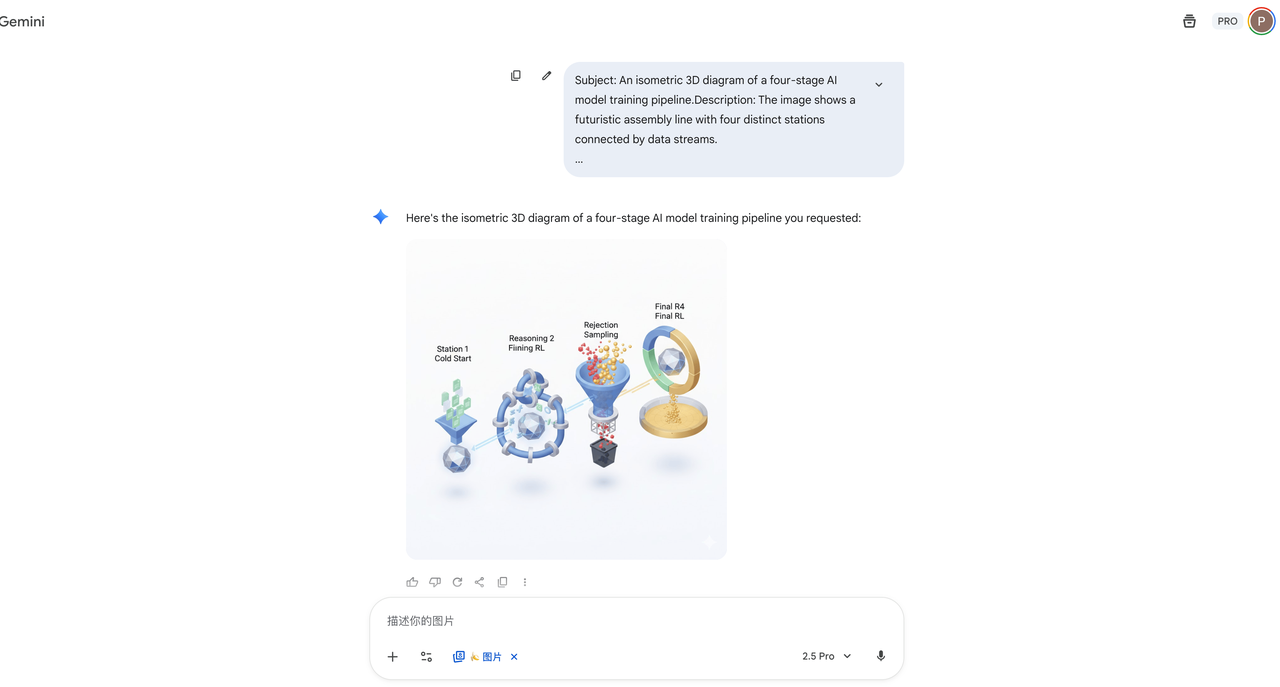 Gemini
PRO
P
Subject: An isometric 3D diagram of a four-stage AI
model training pipeline.Description: The image shows a
futuristic assembly line with four distinct stations
connected by data streams.
...
Here's the isometric 3D diagram of a four-stage AI model training pipeline you requested:
Station 1
Cold Start
Reasoning 2
Fiining RL
Rejection
Sampling
Final R4
Final RL
描述你的图片
图片
2.5 Pro